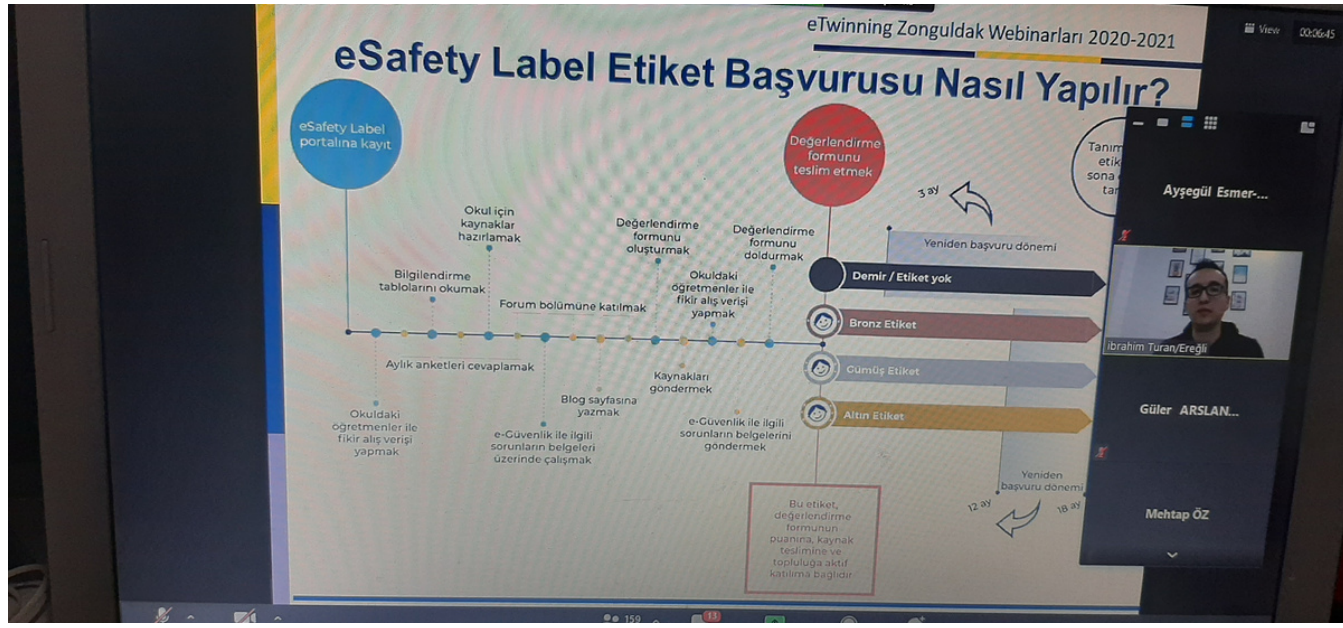 eTwinning Zonguldak Webinarları 2020-2021
View
00:06:45
eSafety Label Etiket Başvurusu Nasıl Yapılır?
eSafety Label
portalına kayıt
Değerlendirme
formunu
teslim etmek
3 ay
Yeniden başvuru dönemi
Okul için
kaynaklar
hazırlamak
Değerlendirme
formunu
oluşturmak
Değerlendirme
formunu
doldurmak
Bilgilendirme
tablolarını okumak
Forum bölümüne katılmak
Okuldaki
öğretmenler ile
fikir alış verişi
yapmak
Demir / Etiket yok
Bronz Etiket
Gümüş Etiket
Altın Etiket
Aylık anketleri cevaplamak
Okuldaki
öğretmenler ile
fikir alış verişi
yapmak
e-Güvenlik ile ilgili
sorunların belgeleri
üzerinde çalışmak
Blog sayfasına
yazmak
Kaynakları
göndermek
e-Güvenlik ile ilgili
sorunların belgelerini
göndermek
Yeniden
başvuru dönemi
12 ay
18 ay
Bu etiket,
değerlendirme
formunun
puanına, kaynak
teslimine ve
topluluğa aktif
katılıma bağlıdır
Ayşegül Esmer-...
ibrahim Turan/Ereğli
Güler ARSLAN...
Mehtap ÖZ
159
13